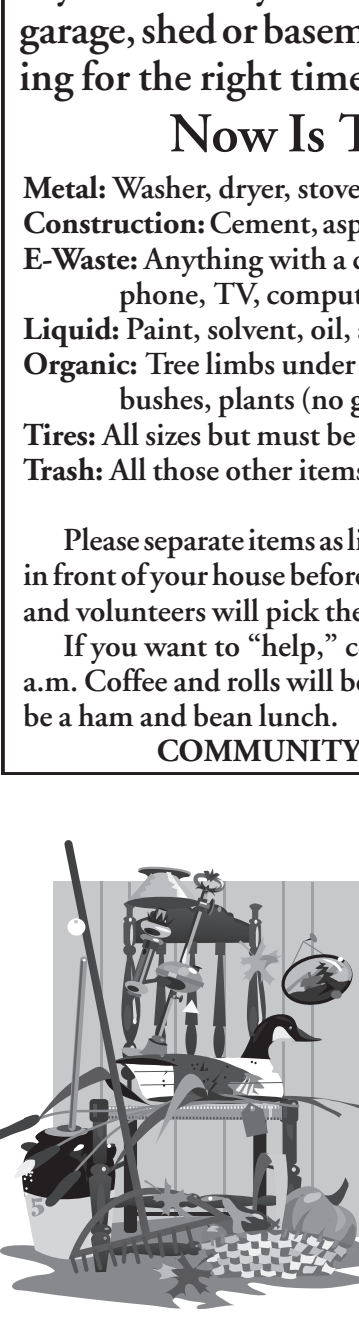 garage, shed or basem
ing for the right time
Now Is T
Metal: Washer, dryer, stove
Construction: Cement, asp
E-Waste: Anything with a c
phone, TV, comput
Liquid: Paint, solvent, oil, a
Organic: Tree limbs under
bushes, plants (no g
Tires: All sizes but must be
Trash: All those other items
Please separate items as li
in front of your house before
and volunteers will pick the
If you want to “help,” c
a.m. Coffee and rolls will be
be a ham and bean lunch.
COMMUNITY
5